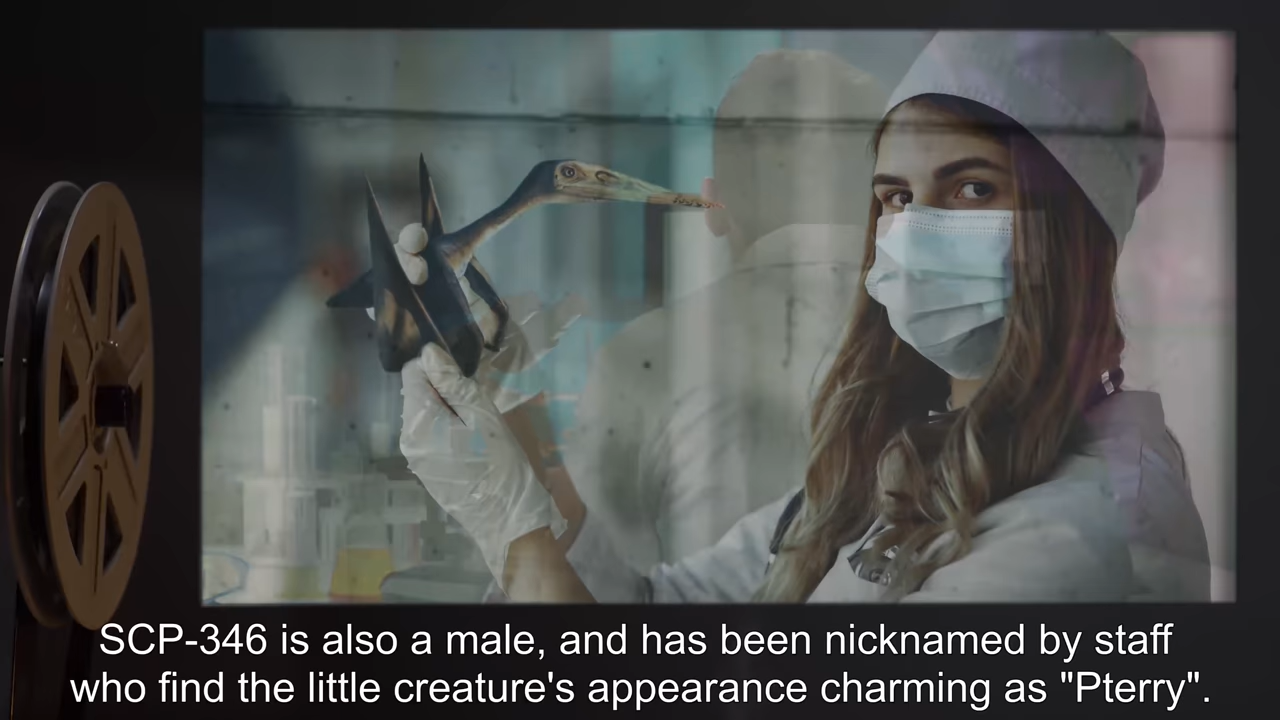 SCP-346 is also a male, and has been nicknamed by staff
who find the little creature's appearance charming as "Pterry".